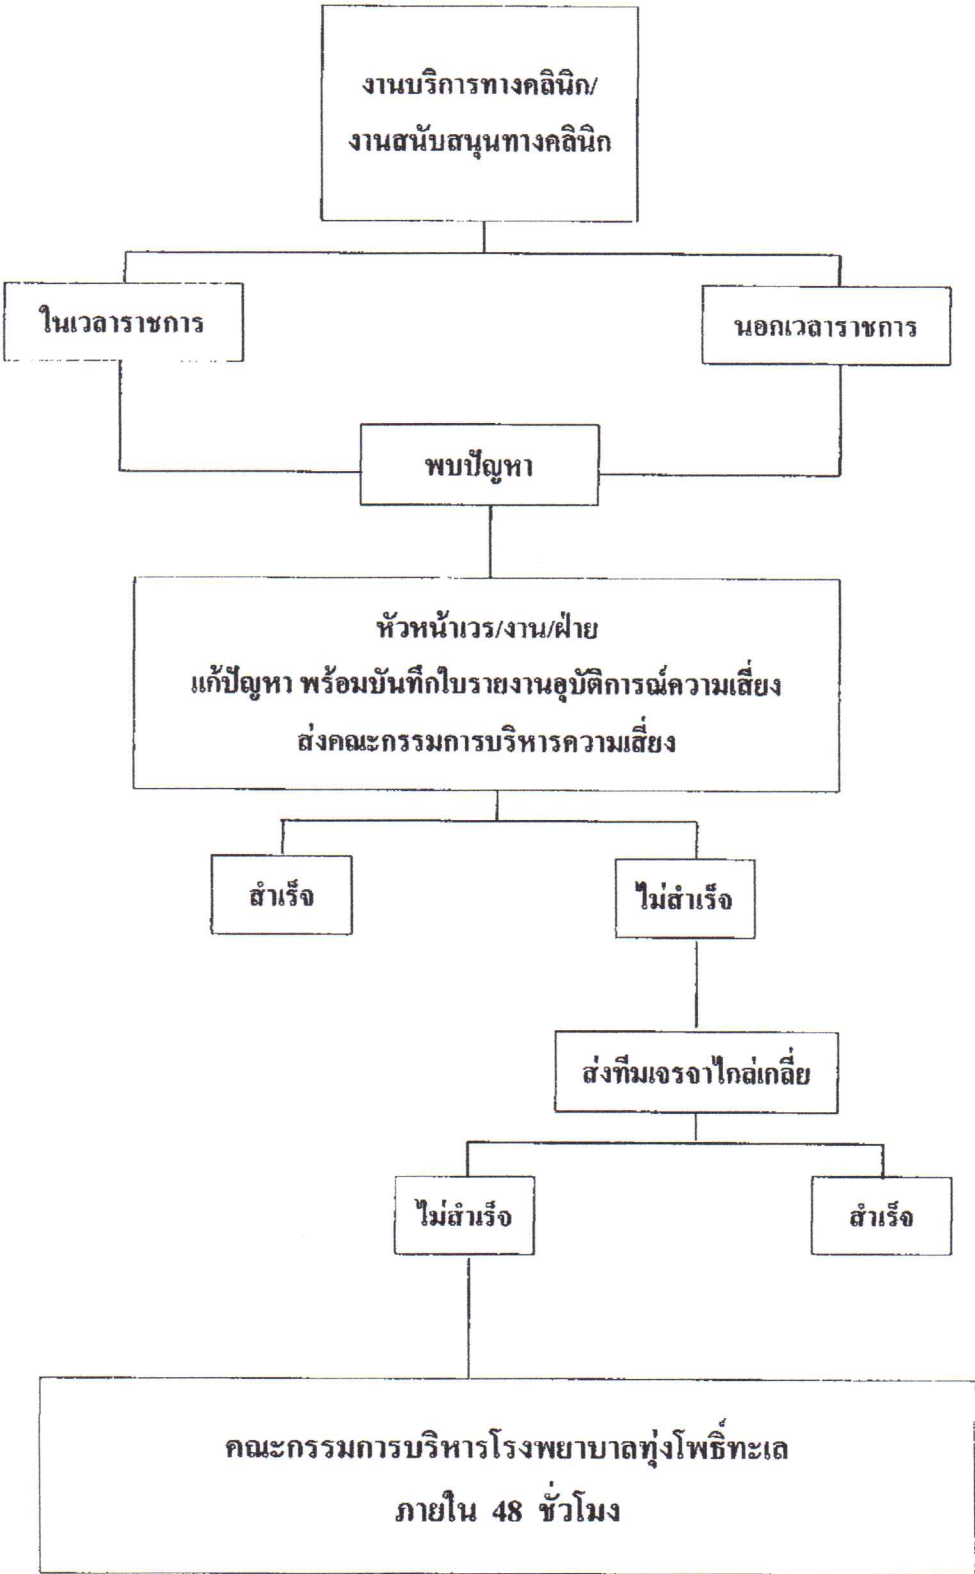 งานบริการทางคลินิก/
งานสนับสนุนทางคลินิก
ในเวลาราชการ
นอกเวลาราชการ
พบปัญหา
หัวหน้าเวร/งาน/ฝ่าย
แก้ปัญหา พร้อมบันทึกใบรายงานอุบัติการณ์ความเสี่ยง
ส่งคณะกรรมการบริหารความเสี่ยง
สำเร็จ
ไม่สำเร็จ
ส่งทีมเจรจาไกล่เกลี่ย
ไม่สำเร็จ
สำเร็จ
คณะกรรมการบริหารโรงพยาบาลทุ่งโพธิ์ทะเล
ภายใน 48 ชั่วโมง